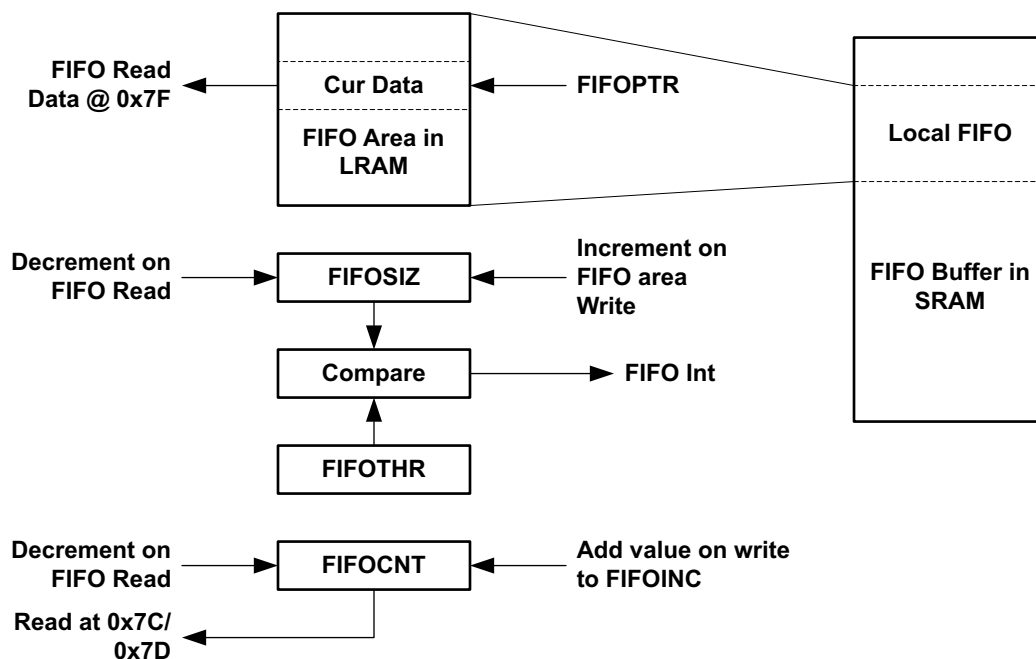 FIFO Read
Data @ 0x7F
Cur Data
FIFOPTR
FIFO Area in
LRAM
Local FIFO
Decrement on
FIFO Read
FIFOSIZ
Increment on
FIFO area
Write
FIFO Buffer in
SRAM
Compare
FIFO Int
FIFOTHR
Decrement on
FIFO Read
FIFOCNT
Add value on write
to FIFOINC
Read at 0x7C/
0x7D